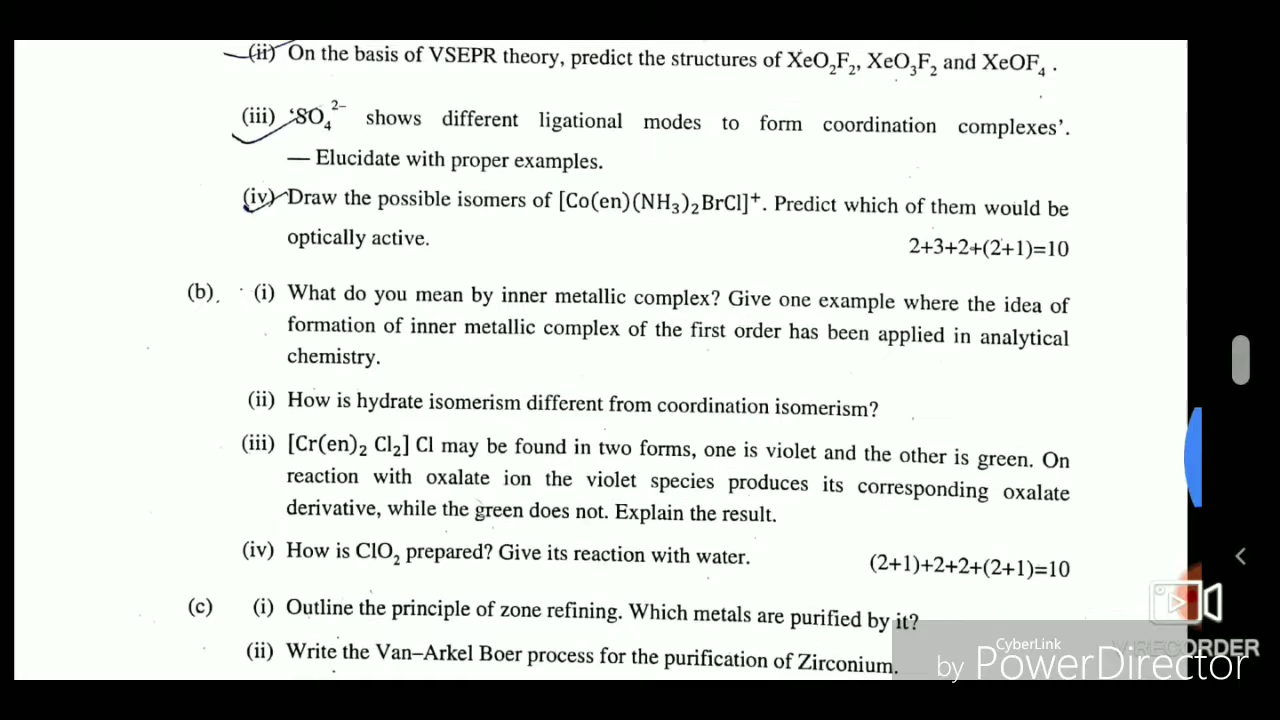 (ii) On the basis of VSEPR theory, predict the structures of XeO₂F₂, XeO₃F₂ and XeOF₄ .
(iii) ‘SO₄²⁻ shows different ligational modes to form coordination complexes’.
— Elucidate with proper examples.
(iv) Draw the possible isomers of [Co(en)(NH₃)₂BrCl]⁺. Predict which of them would be
optically active. 2+3+2+(2+1)=10
(b) (i) What do you mean by inner metallic complex? Give one example where the idea of
formation of inner metallic complex of the first order has been applied in analytical
chemistry.
(ii) How is hydrate isomerism different from coordination isomerism?
(iii) [Cr(en)₂ Cl₂] Cl may be found in two forms, one is violet and the other is green. On
reaction with oxalate ion the violet species produces its corresponding oxalate
derivative, while the green does not. Explain the result.
(iv) How is ClO₂ prepared? Give its reaction with water. (2+1)+2+2+(2+1)=10
(c) (i) Outline the principle of zone refining. Which metals are purified by it?
(ii) Write the Van–Arkel Boer process for the purification of Zirconium.
CyberLink
by PowerDirector
RECORDER